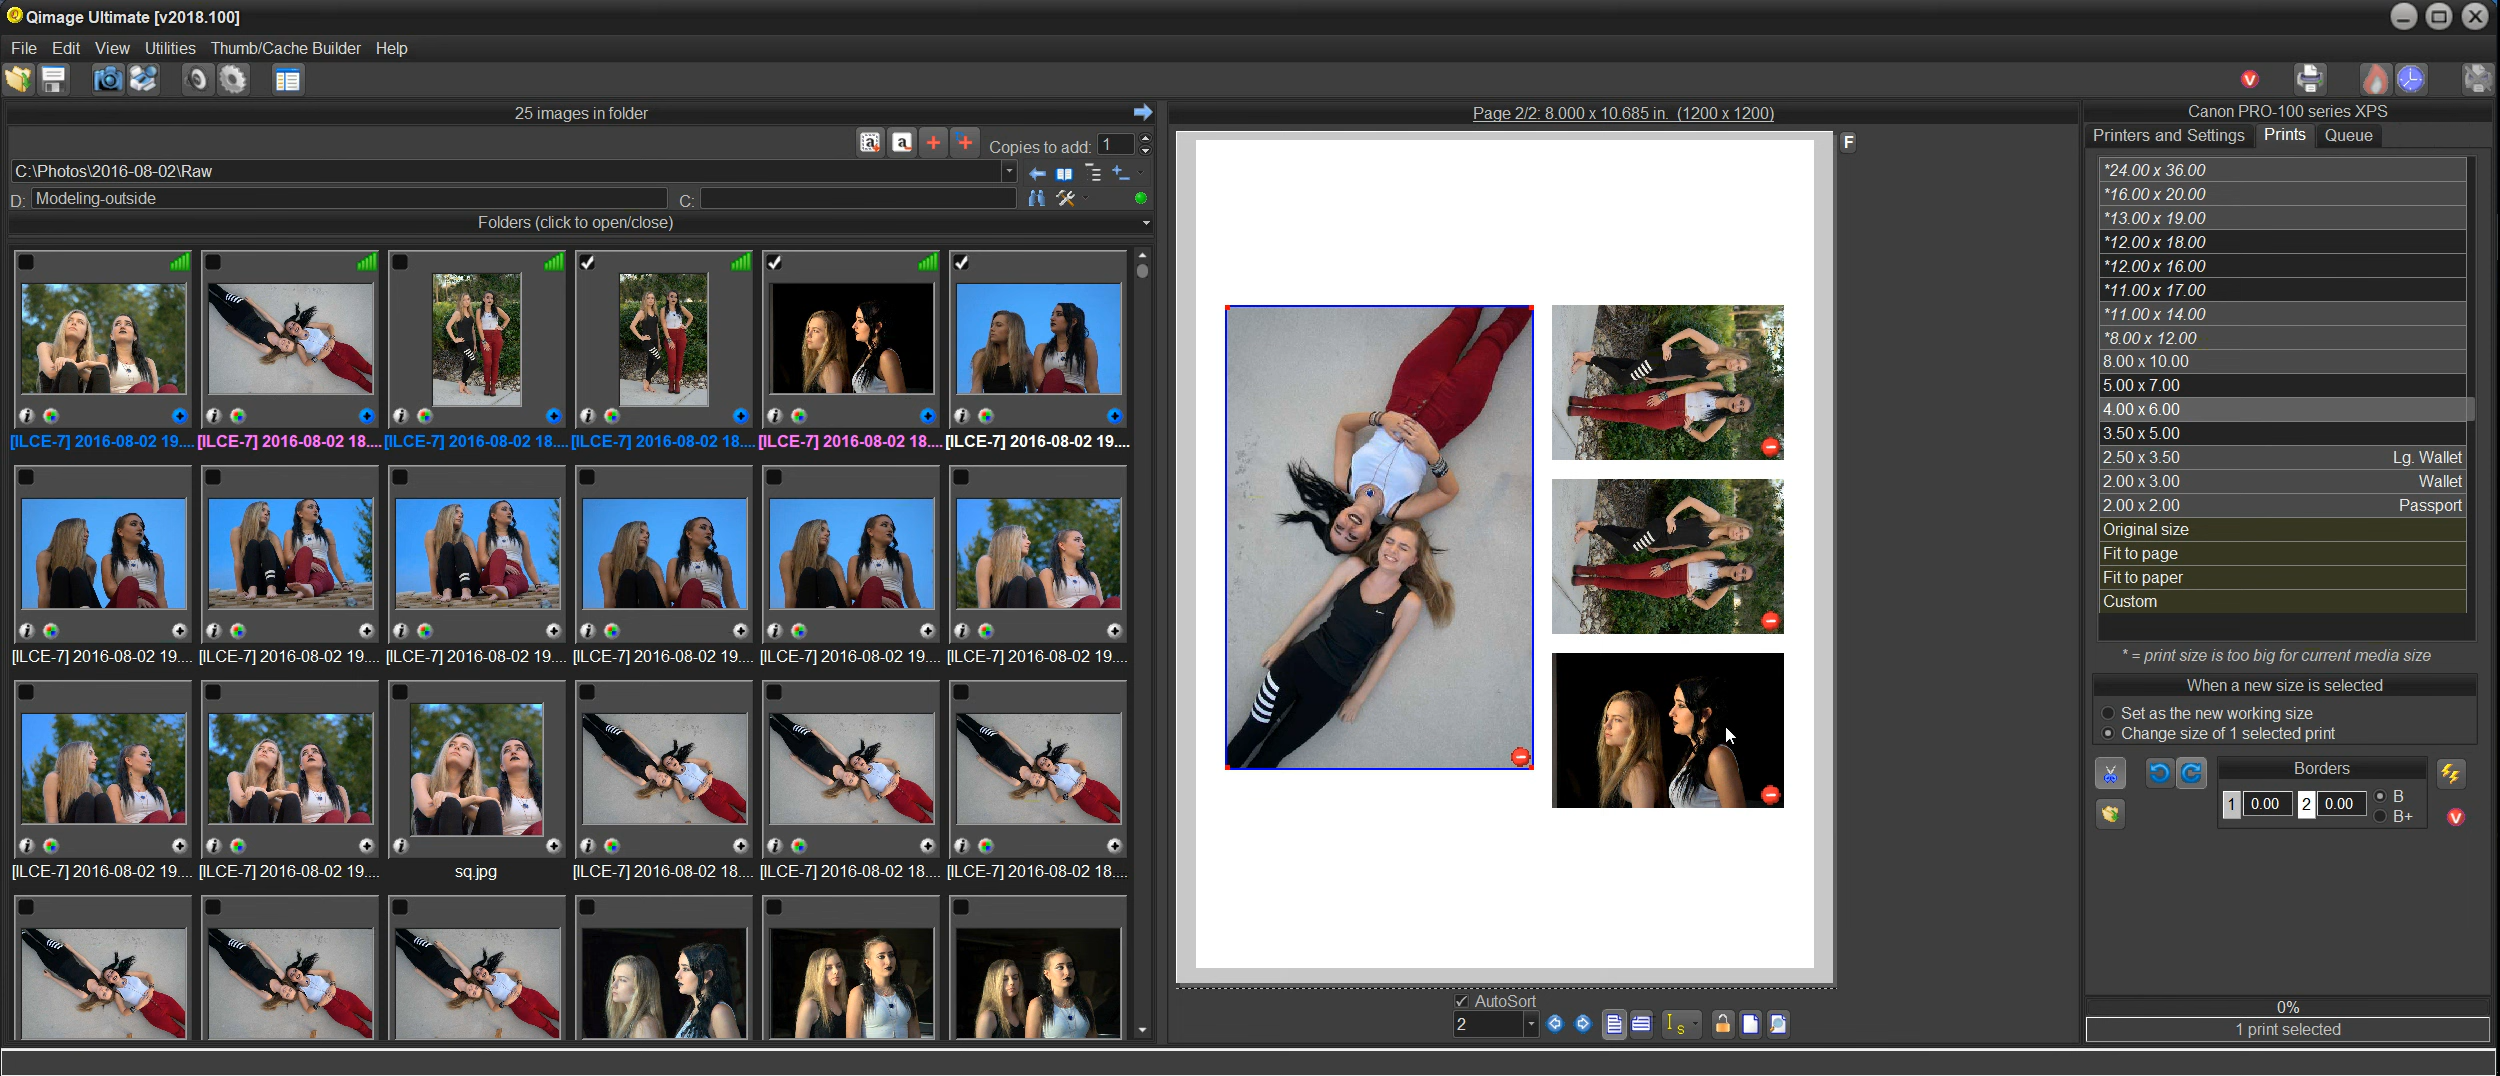 Qimage Ultimate [v2018.100]
File Edit View Utilities Thumb/Cache Builder Help
25 images in folder
Copies to add: 1
C:\Photos\2016-08-02\Raw
D: Modeling-outside C:
Folders (click to open/close)
[ILCE-7] 2016-08-02 19.... [ILCE-7] 2016-08-02 18.... [ILCE-7] 2016-08-02 18.... [ILCE-7] 2016-08-02 18.... [ILCE-7] 2016-08-02 18.... [ILCE-7] 2016-08-02 19....
[ILCE-7] 2016-08-02 19.... [ILCE-7] 2016-08-02 19.... [ILCE-7] 2016-08-02 19.... [ILCE-7] 2016-08-02 19.... [ILCE-7] 2016-08-02 19.... [ILCE-7] 2016-08-02 19....
[ILCE-7] 2016-08-02 19.... [ILCE-7] 2016-08-02 19.... sq.jpg [ILCE-7] 2016-08-02 18.... [ILCE-7] 2016-08-02 18.... [ILCE-7] 2016-08-02 18....
Page 2/2: 8.000 x 10.685 in. (1200 x 1200)
F
AutoSort
2
Canon PRO-100 series XPS
Printers and Settings Prints Queue
*24.00 x 36.00
*16.00 x 20.00
*13.00 x 19.00
*12.00 x 18.00
*12.00 x 16.00
*11.00 x 17.00
*11.00 x 14.00
*8.00 x 12.00
8.00 x 10.00
5.00 x 7.00
4.00 x 6.00
3.50 x 5.00
2.50 x 3.50 Lg. Wallet
2.00 x 3.00 Wallet
2.00 x 2.00 Passport
Original size
Fit to page
Fit to paper
Custom
* = print size is too big for current media size
When a new size is selected
Set as the new working size
Change size of 1 selected print
Borders
1 0.00 2 0.00 B
B+
0%
1 print selected